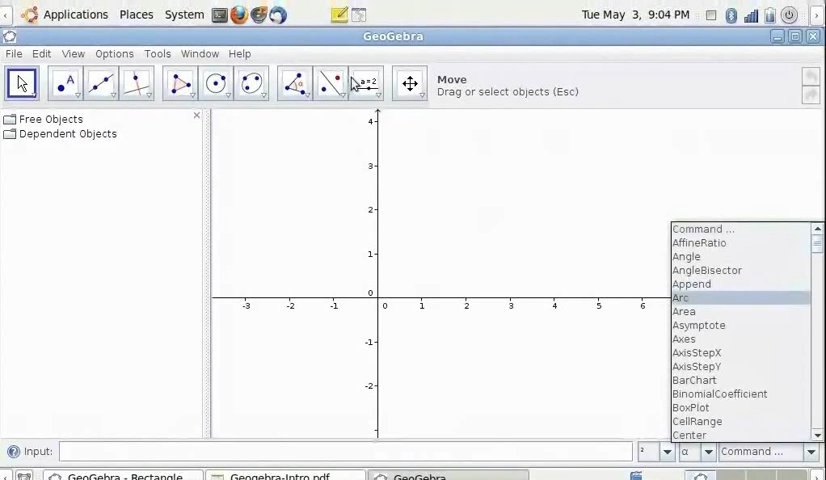 Applications Places System Tue May 3, 9:04 PM
GeoGebra
File Edit View Options Tools Window Help
A
a = 2
Move
Drag or select objects (Esc)
Free Objects
Dependent Objects
4
3
2
1
0
-3 -2 -1 0 1 2 3 4 5 6
-1
-2
Command ...
AffineRatio
Angle
AngleBisector
Append
Arc
Area
Asymptote
Axes
AxisStepX
AxisStepY
BarChart
BinomialCoefficient
BoxPlot
CellRange
Center
Input: ² α Command ...
GeoGebra - Rectangle Geogebra-Intro.pdf GeoGebra